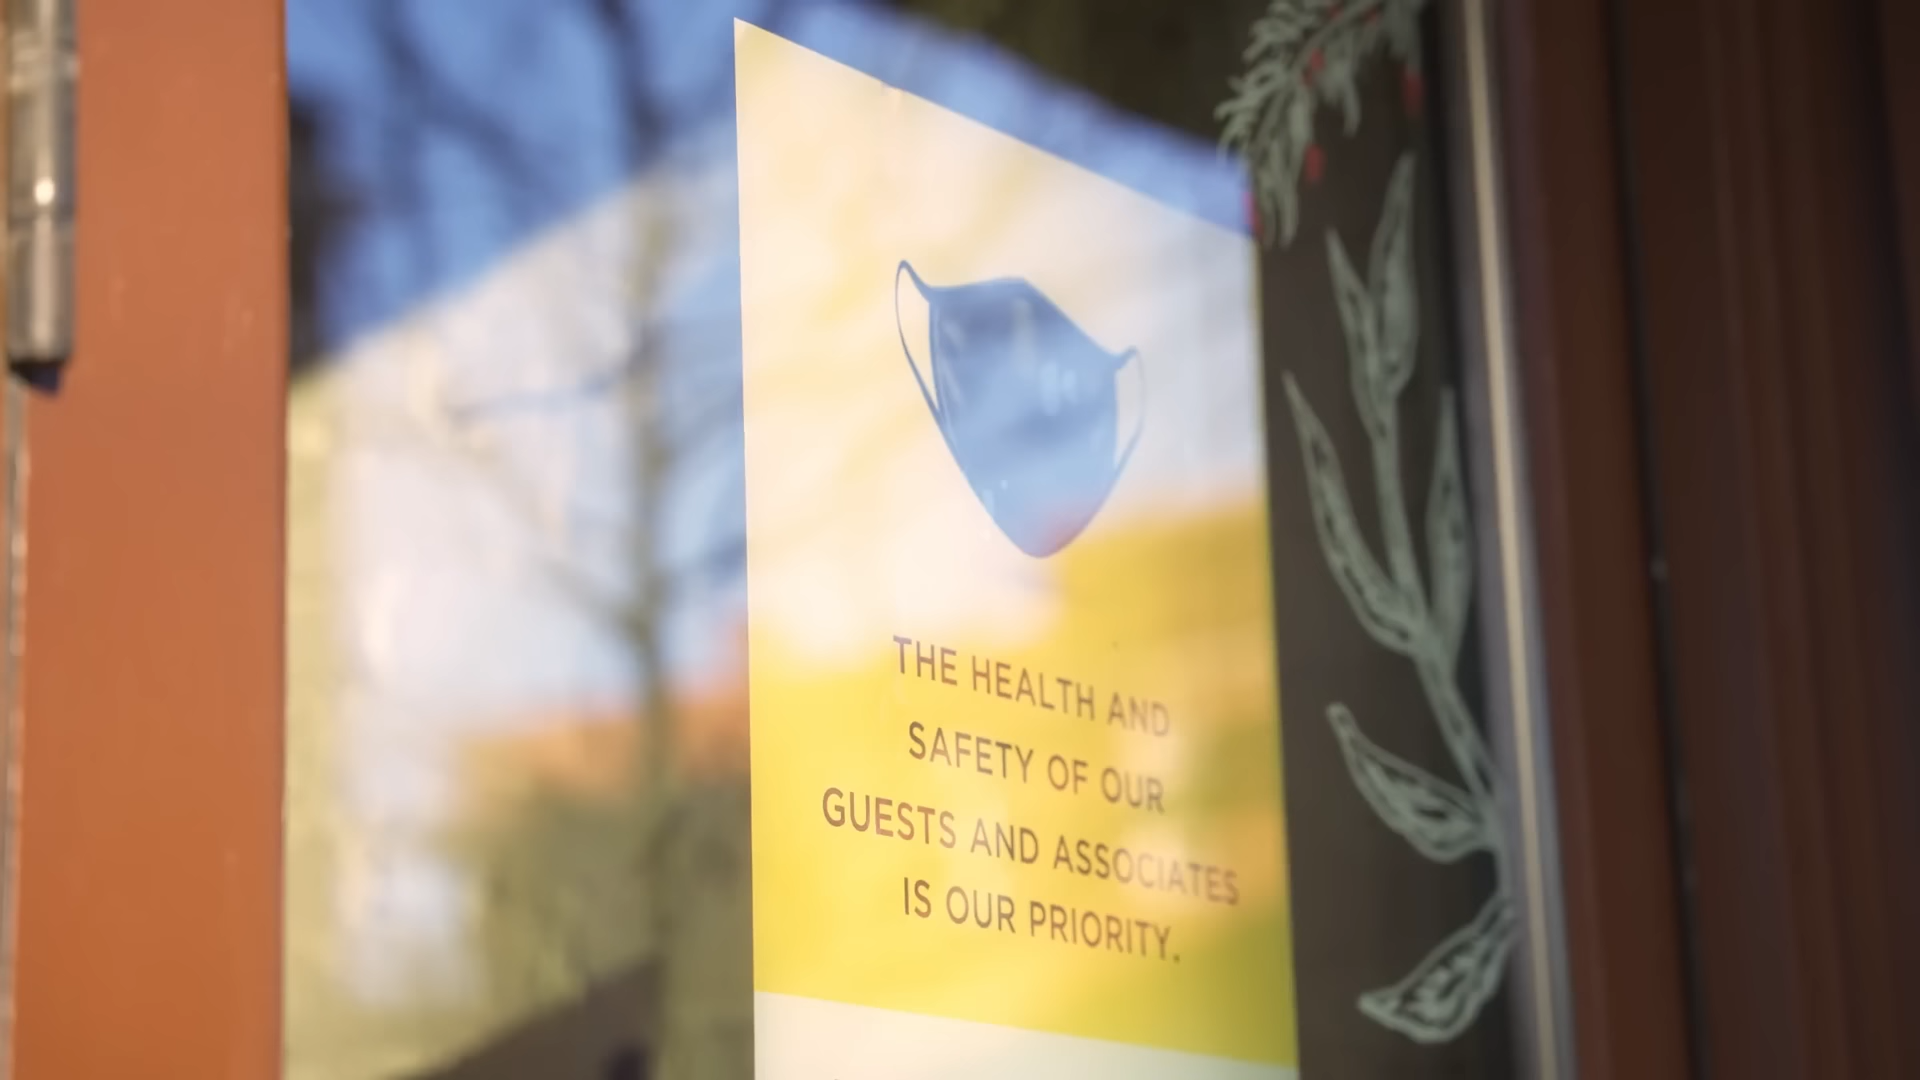 THE HEALTH AND
SAFETY OF OUR
GUESTS AND ASSOCIATES
IS OUR PRIORITY.